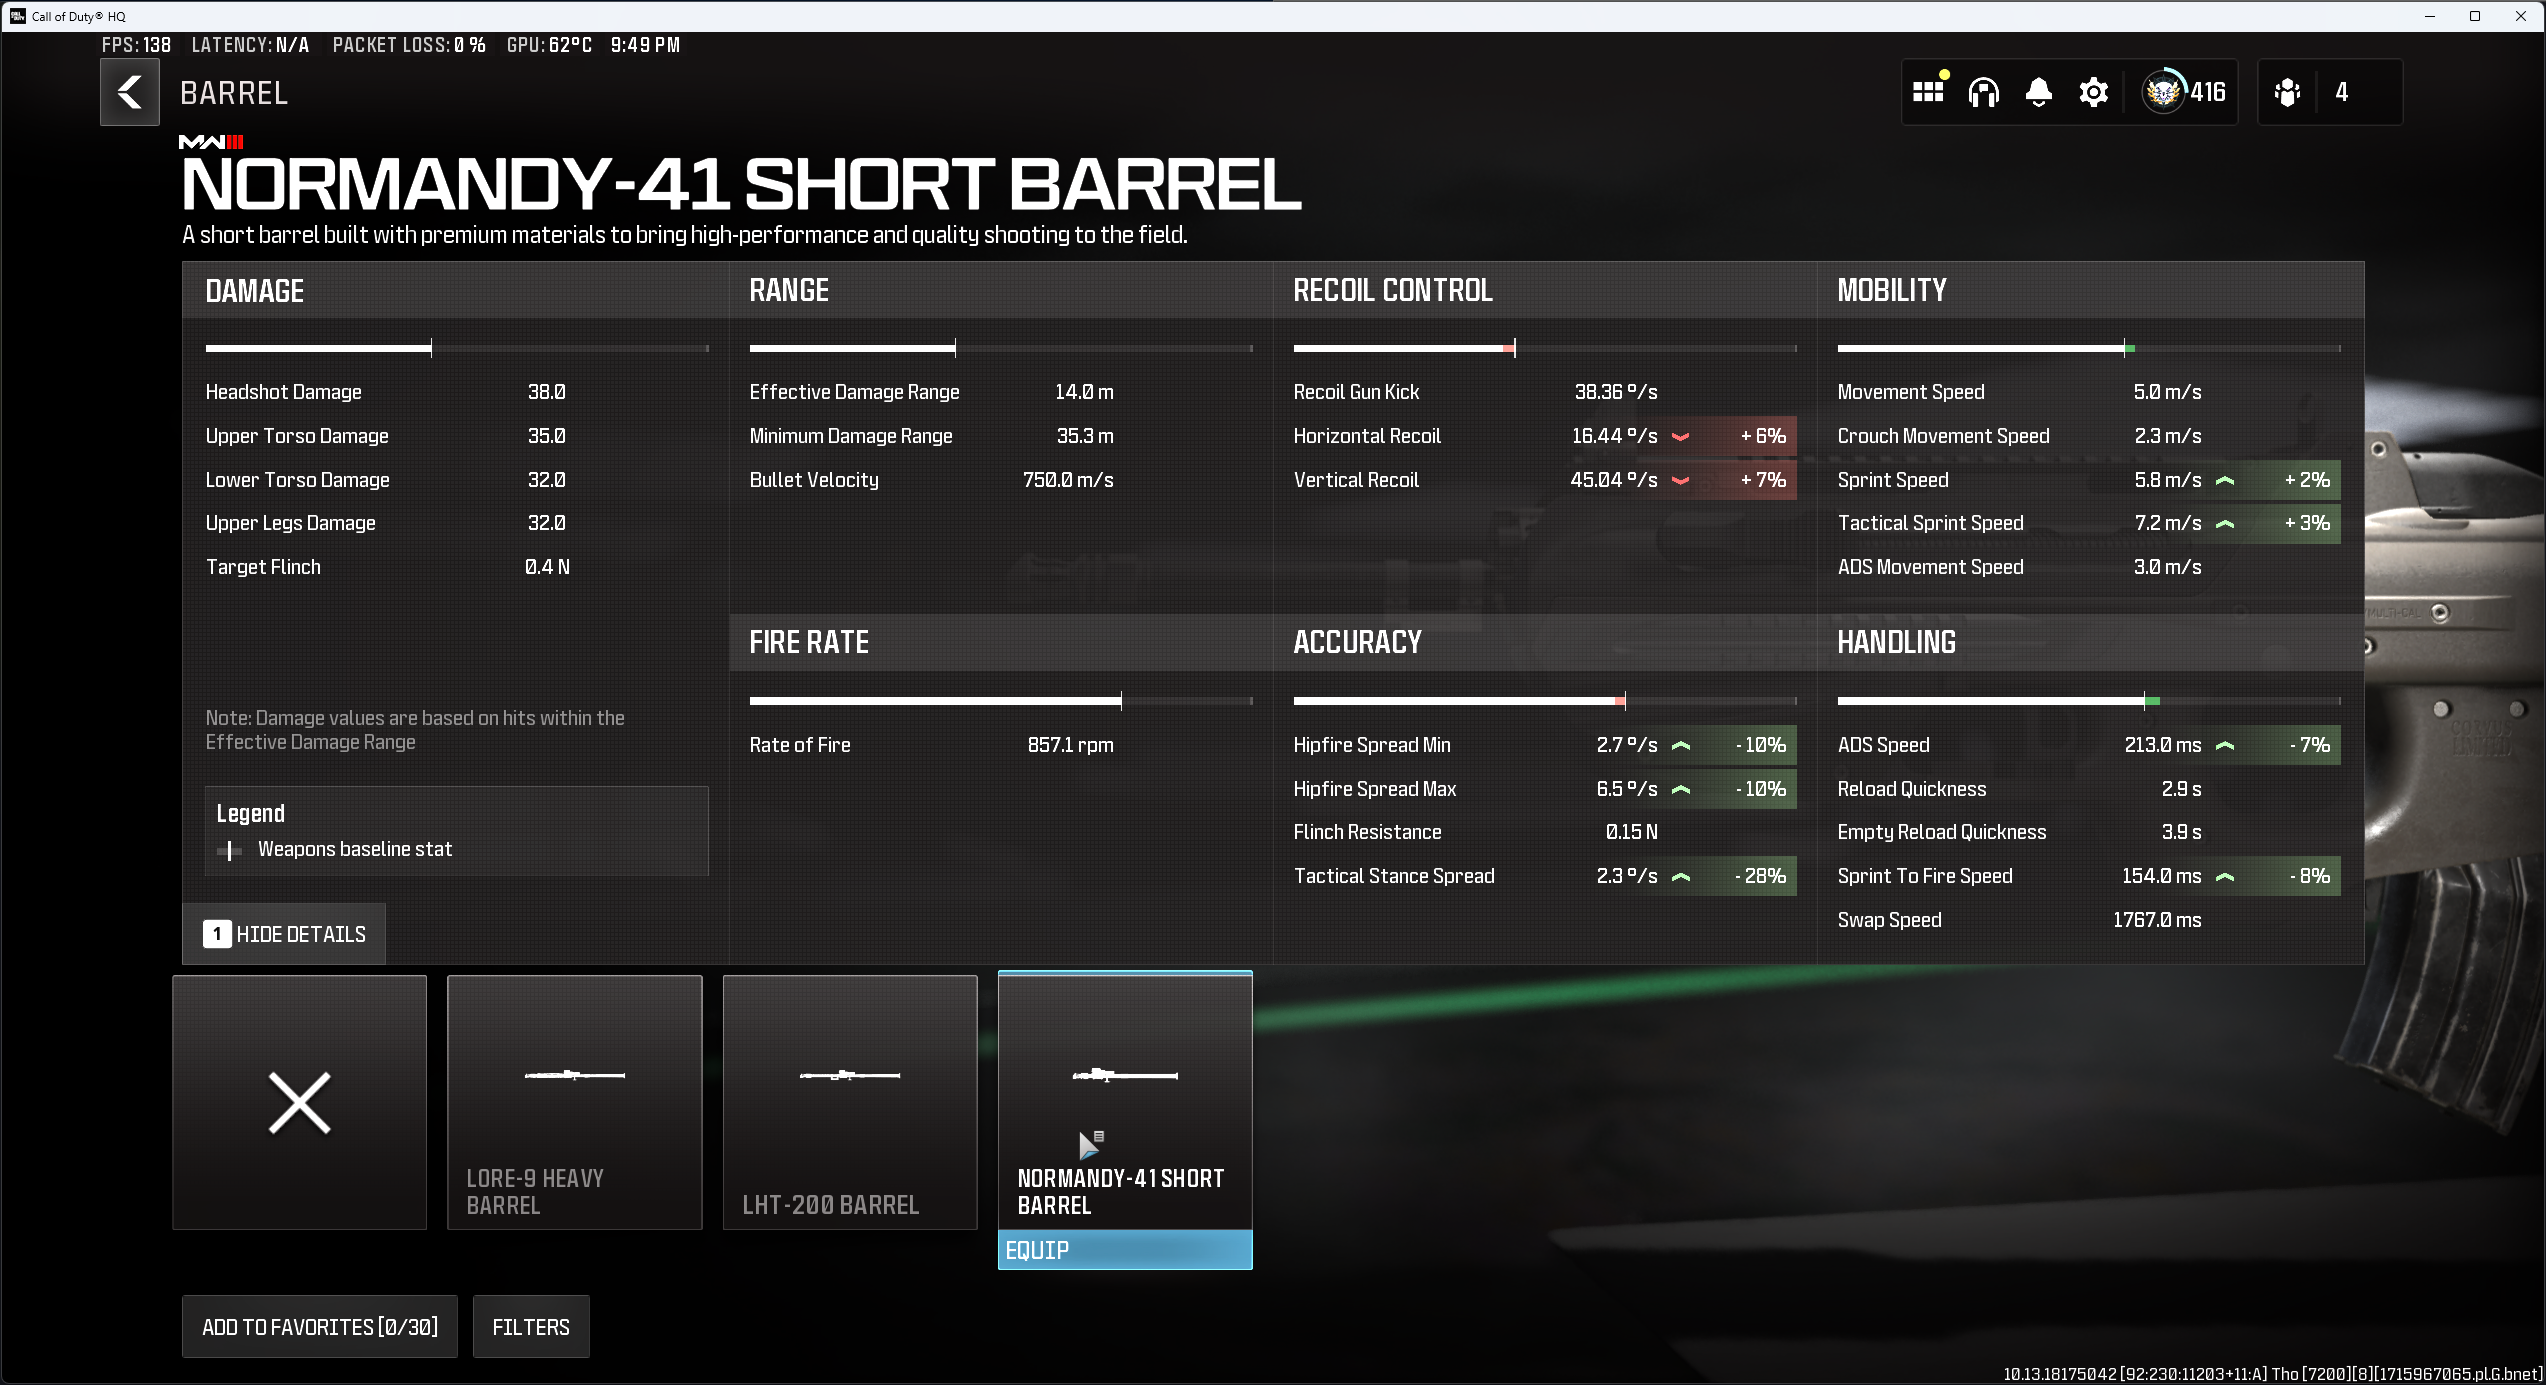 Call of Duty® HQ
FPS: 138 LATENCY: N/A PACKET LOSS: 0 % GPU: 62°C 9:49 PM
BARREL
416
4
MWIII
NORMANDY-41 SHORT BARREL
A short barrel built with premium materials to bring high-performance and quality shooting to the field.
DAMAGE
Headshot Damage 38.0
Upper Torso Damage 35.0
Lower Torso Damage 32.0
Upper Legs Damage 32.0
Target Flinch 0.4 N
Note: Damage values are based on hits within the
Effective Damage Range
Legend
Weapons baseline stat
1 HIDE DETAILS
RANGE
Effective Damage Range 14.0 m
Minimum Damage Range 35.3 m
Bullet Velocity 750.0 m/s
FIRE RATE
Rate of Fire 857.1 rpm
RECOIL CONTROL
Recoil Gun Kick 38.36 º/s
Horizontal Recoil 16.44 º/s + 6%
Vertical Recoil 45.04 º/s + 7%
ACCURACY
Hipfire Spread Min 2.7 º/s - 10%
Hipfire Spread Max 6.5 º/s - 10%
Flinch Resistance 0.15 N
Tactical Stance Spread 2.3 º/s - 28%
MOBILITY
Movement Speed 5.0 m/s
Crouch Movement Speed 2.3 m/s
Sprint Speed 5.8 m/s + 2%
Tactical Sprint Speed 7.2 m/s + 3%
ADS Movement Speed 3.0 m/s
HANDLING
ADS Speed 213.0 ms - 7%
Reload Quickness 2.9 s
Empty Reload Quickness 3.9 s
Sprint To Fire Speed 154.0 ms - 8%
Swap Speed 1767.0 ms
MULTI-CAL
LORE-9 HEAVY
BARREL
LHT-200 BARREL
NORMANDY-41 SHORT
BARREL
EQUIP
ADD TO FAVORITES [0/30]
FILTERS
10.13.18175042 [92:230:11203+11:A] Tho [7200][8][1715967065.pl.G.bnet]